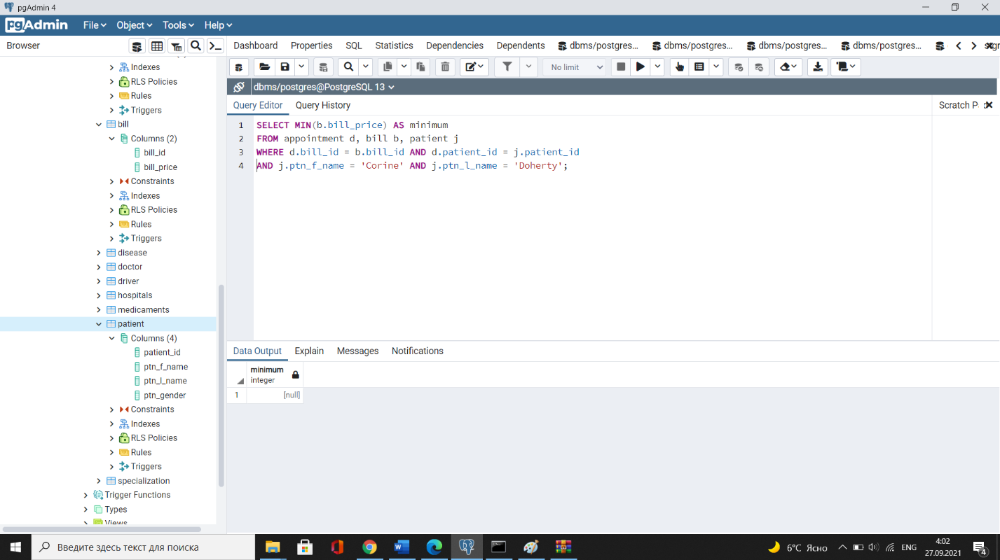 pgAdmin 4
pgAdmin
File Object Tools Help
Browser
Dashboard Properties SQL Statistics Dependencies Dependents dbms/postgres... dbms/postgres... dbms/postgres... dbms/postgres...
No limit
dbms/postgres@PostgreSQL 13
Query Editor Query History
Scratch P
1 SELECT MIN(b.bill_price) AS minimum
2 FROM appointment d, bill b, patient j
3 WHERE d.bill_id = b.bill_id AND d.patient_id = j.patient_id
4 AND j.ptn_f_name = 'Corine' AND j.ptn_l_name = 'Doherty';
Indexes
RLS Policies
Rules
Triggers
bill
Columns (2)
bill_id
bill_price
Constraints
Indexes
RLS Policies
Rules
Triggers
disease
doctor
driver
hospitals
medicaments
patient
Columns (4)
patient_id
ptn_f_name
ptn_l_name
ptn_gender
Constraints
Indexes
RLS Policies
Rules
Triggers
specialization
Trigger Functions
Types
Views
Data Output Explain Messages Notifications
minimum
integer
1 [null]
Введите здесь текст для поиска
6°C Ясно
ENG
4:02
27.09.2021
4